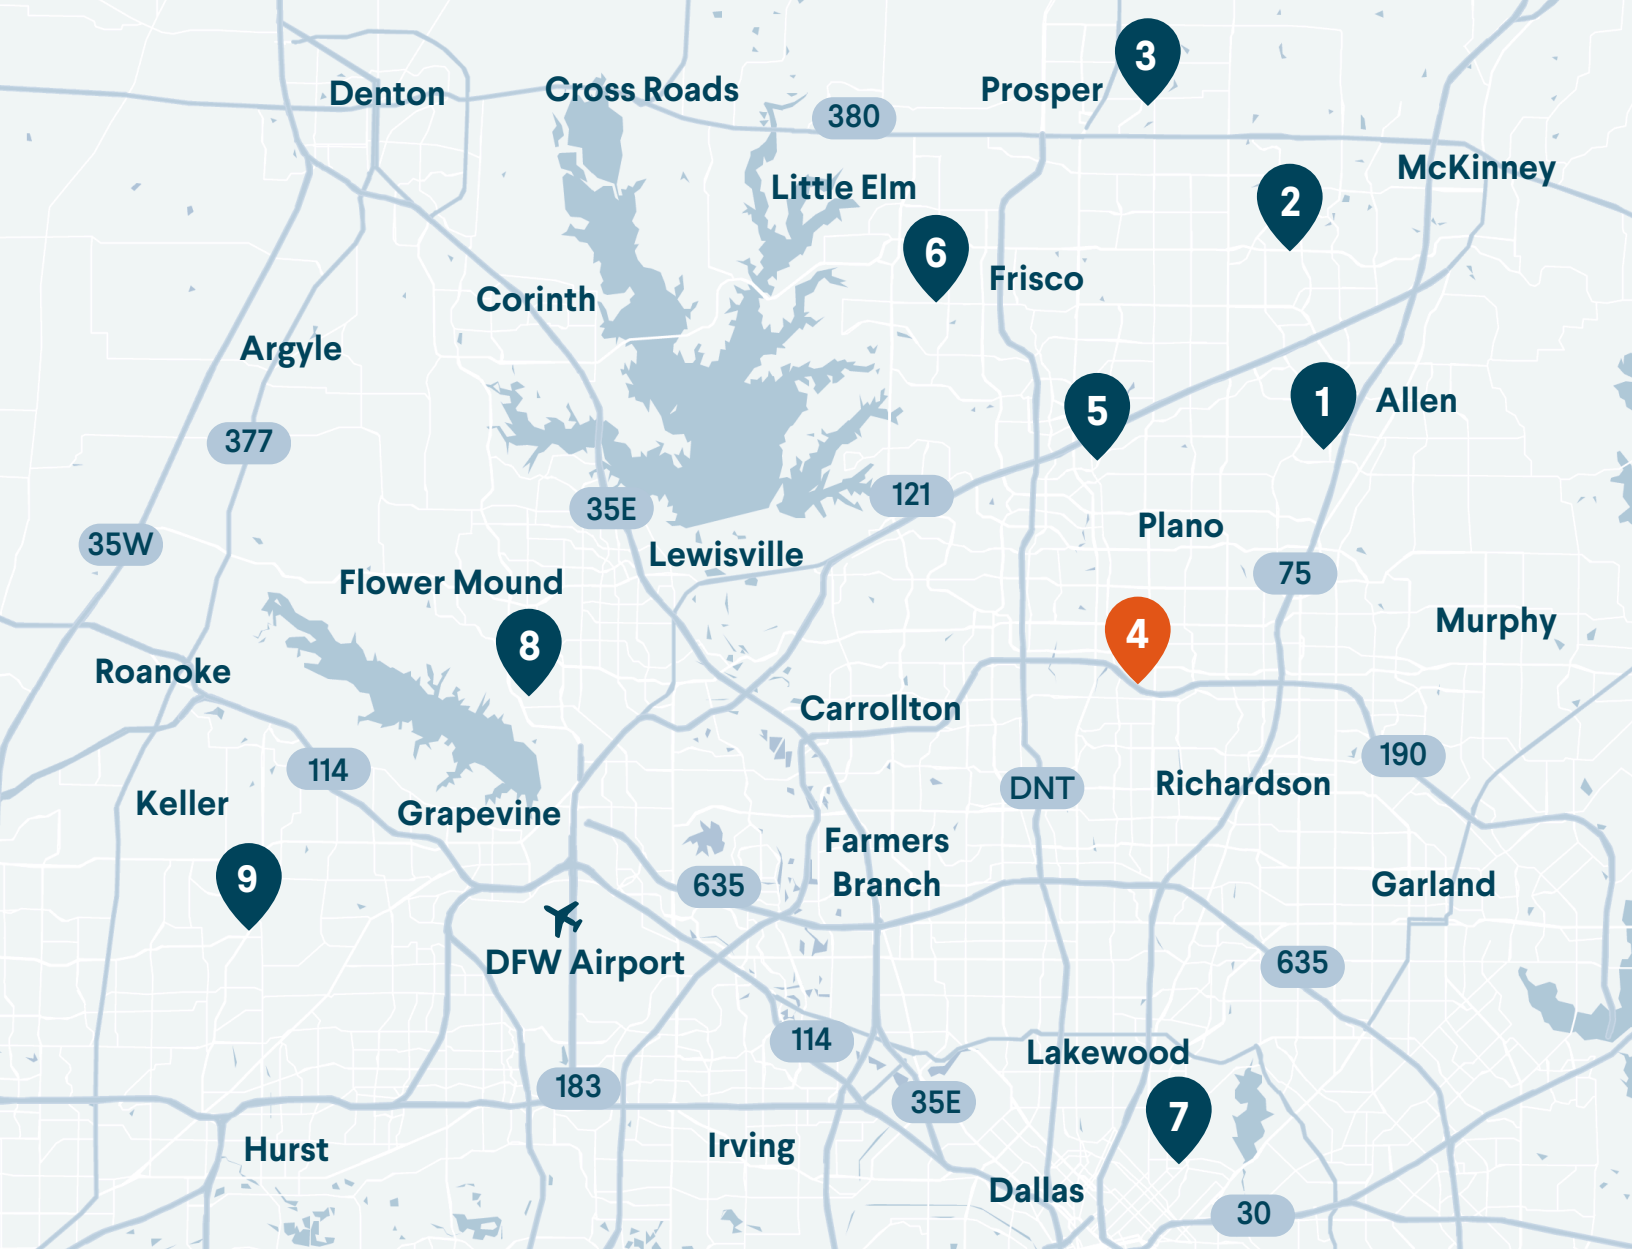 3
Denton
Cross Roads
Prosper
380
McKinney
Little Elm
2
6
Frisco
Corinth
Argyle
5
1
Allen
377
121
35E
35W
Plano
Lewisville
75
Flower Mound
Murphy
4
8
Roanoke
Carrollton
190
114
DNT
Richardson
Keller
Grapevine
Farmers
Branch
9
635
Garland
DFW Airport
635
114
Lakewood
183
35E
7
Hurst
Irving
Dallas
30